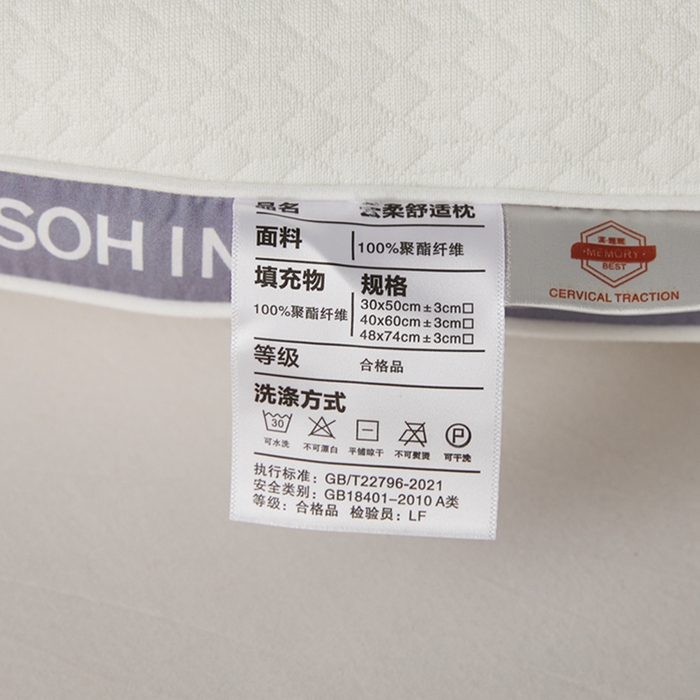 SOH IN
品名 云柔舒适枕
面料 100%聚酯纤维
填充物 规格
100%聚酯纤维
30x50cm±3cm□
40x60cm±3cm□
48x74cm±3cm□
等级 合格品
洗涤方式
30
P
可水洗 不可漂白 平铺晾干 不可熨烫 可干洗
执行标准: GB/T22796-2021
安全类别: GB18401-2010 A类
等级: 合格品 检验员: LF
MEMORY
BEST
CERVICAL TRACTION